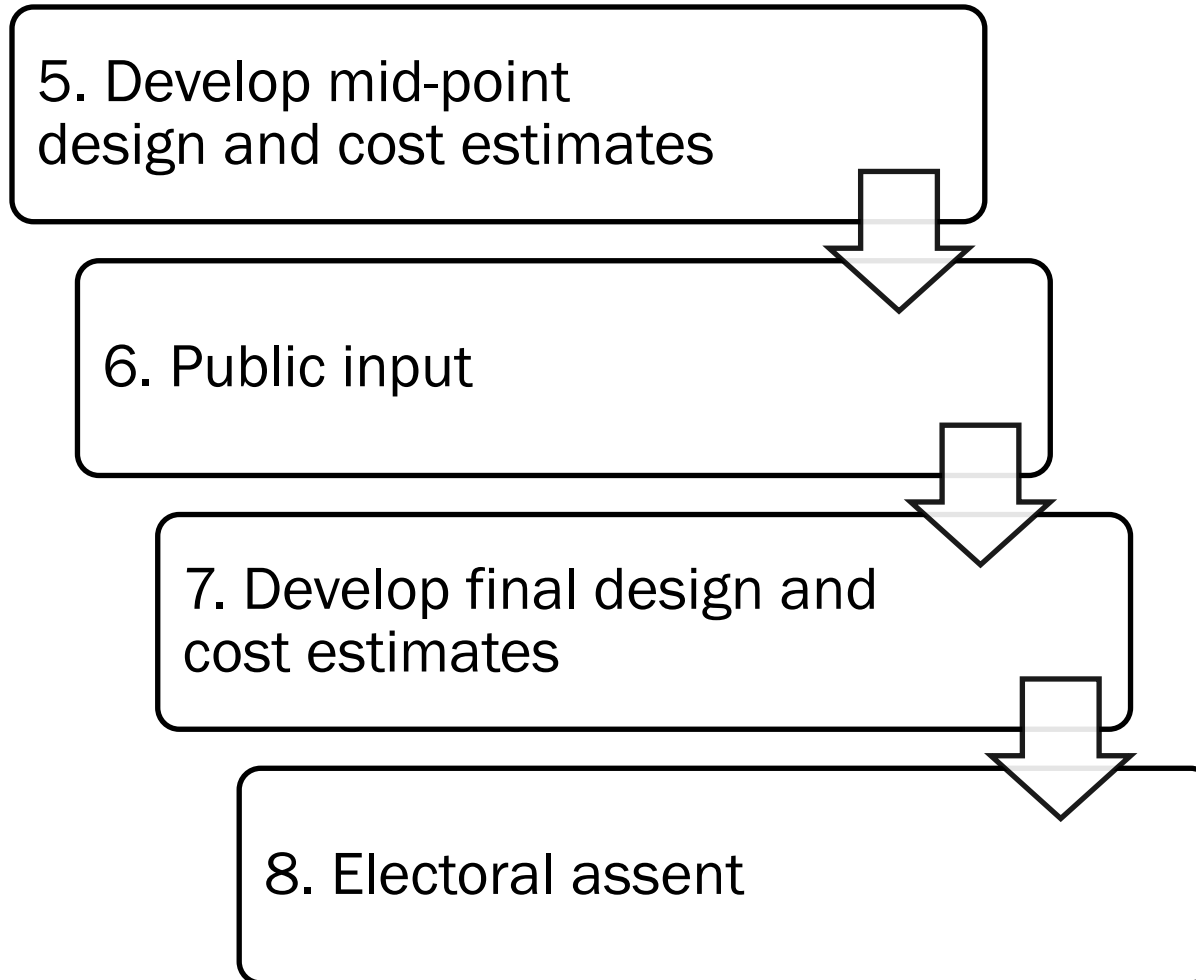 5. Develop mid-point
design and cost estimates
6. Public input
7. Develop final design and
cost estimates
8. Electoral assent